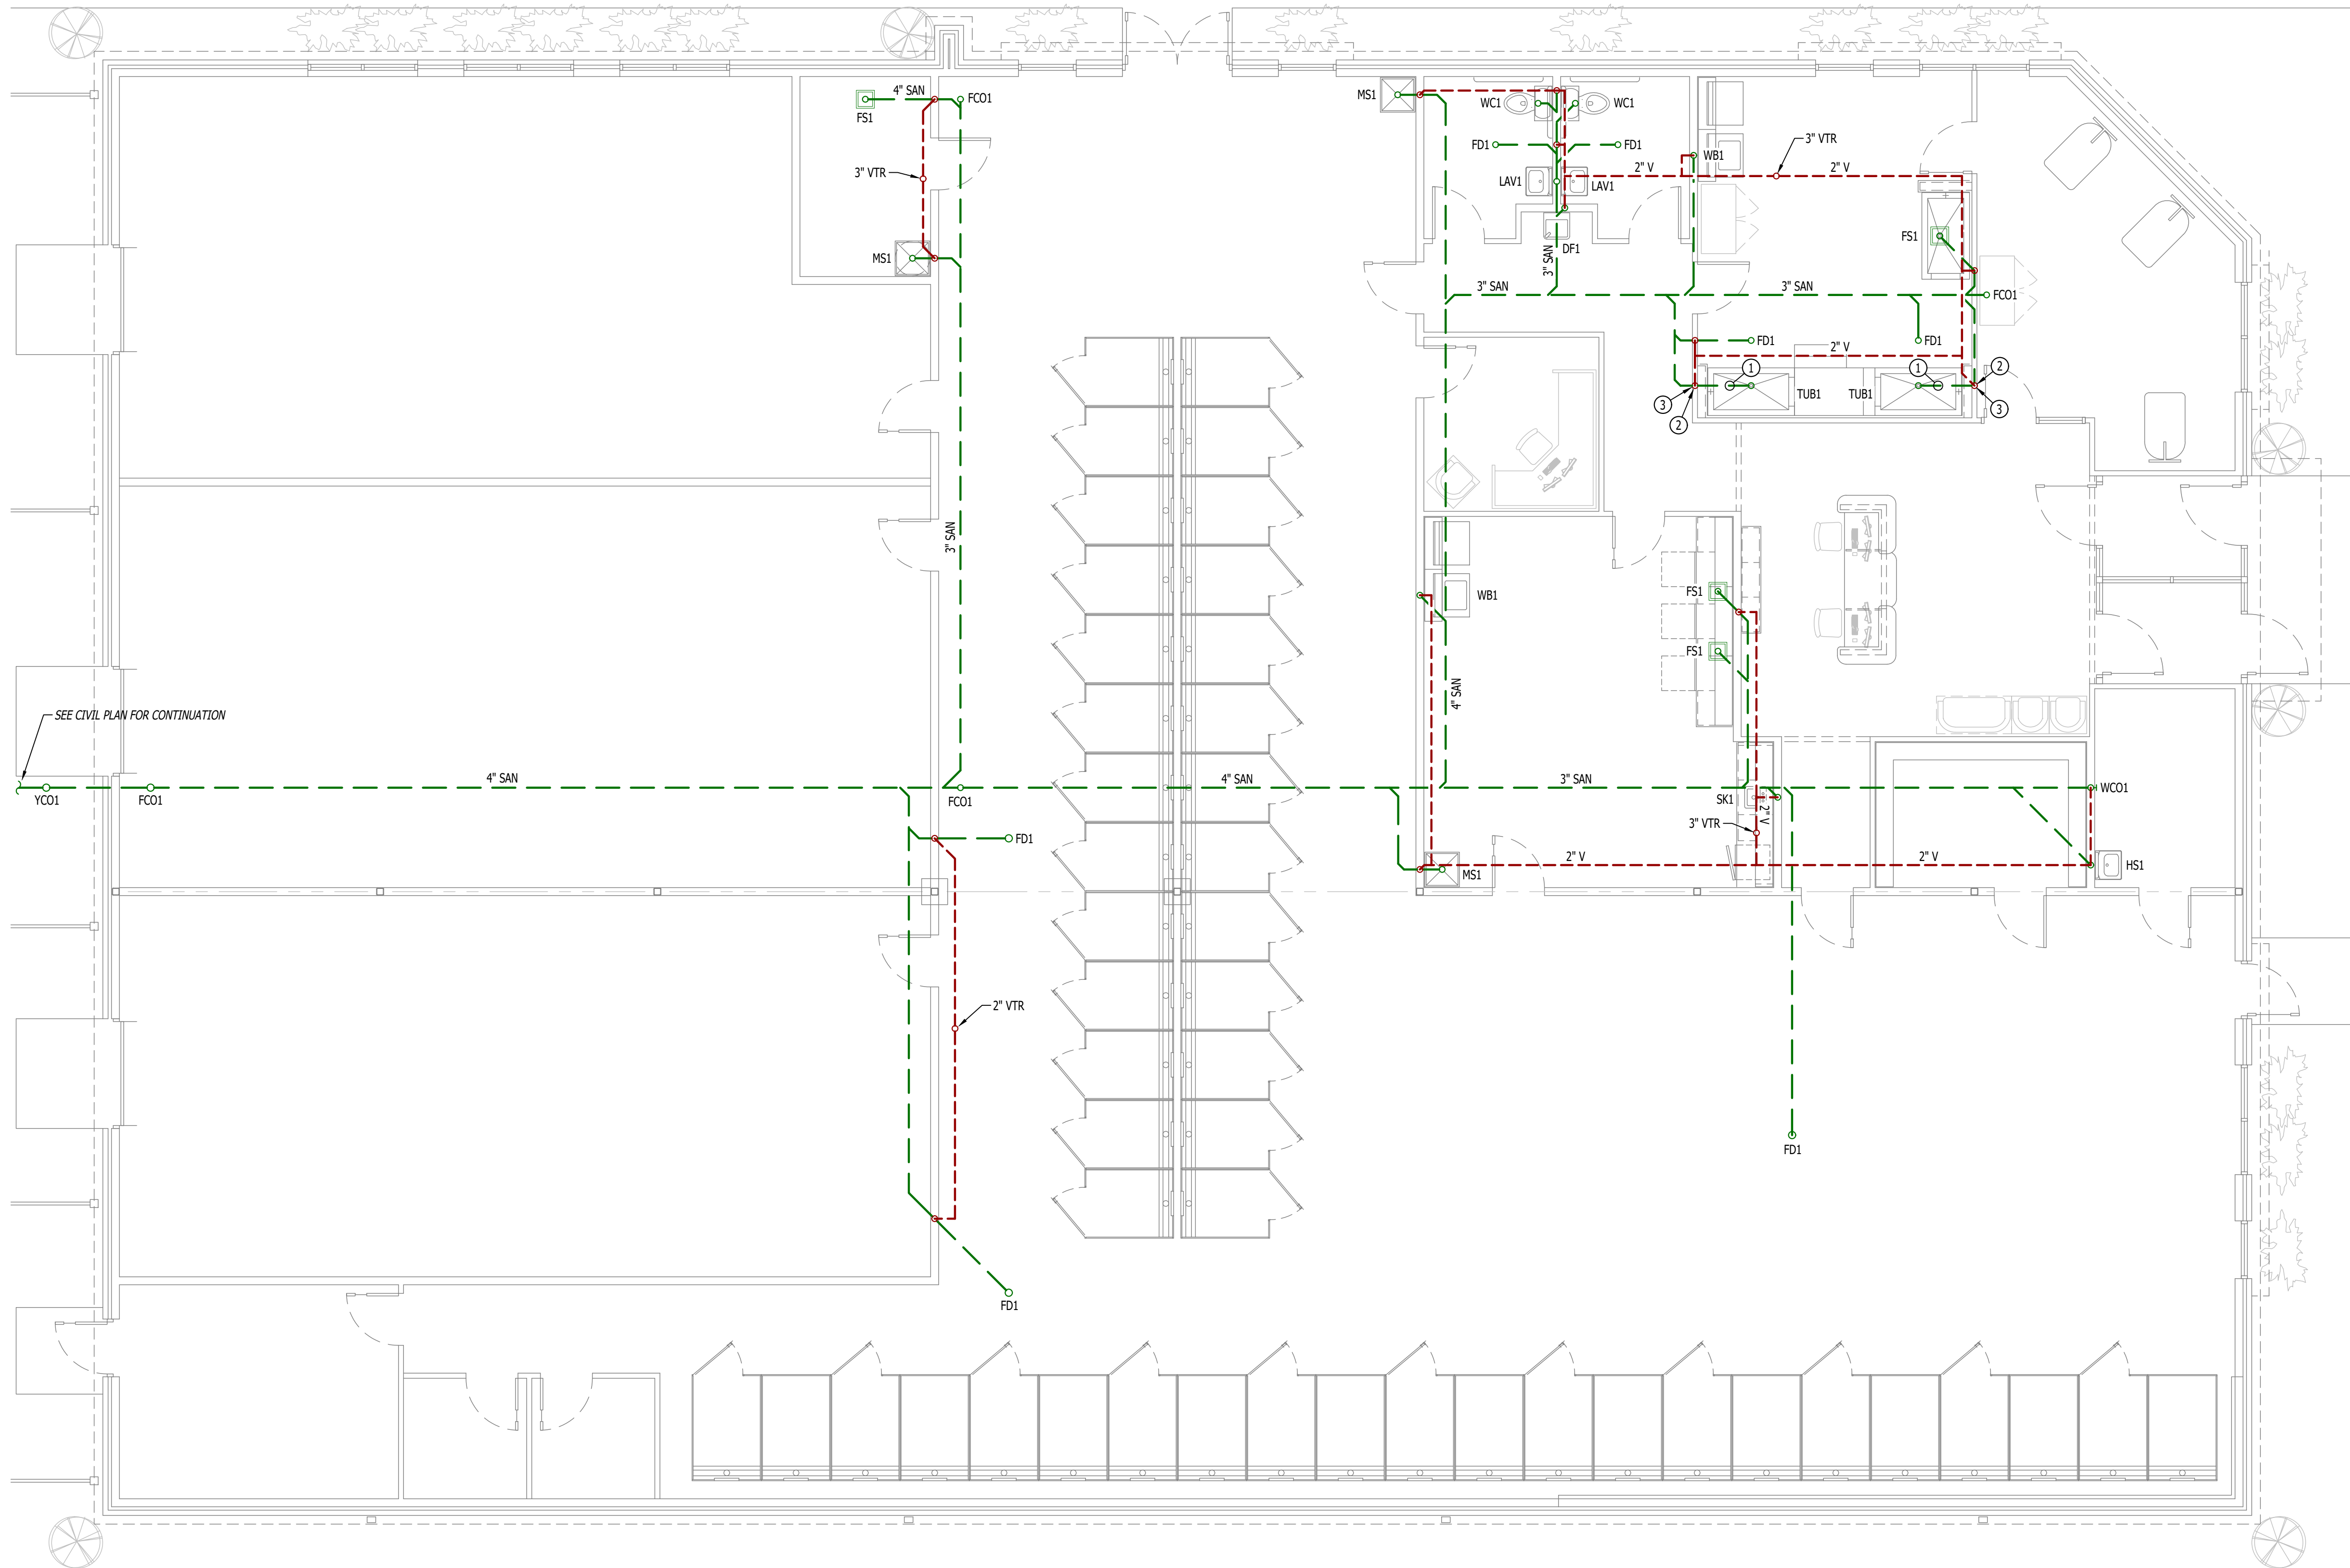 4" SAN
FCO1
FS1
3" VTR
MS1
MS1
WC1
WC1
FD1
FD1
LAV1
LAV1
2" V
WB1
3" VTR
2" V
DF1
FS1
3" SAN
3" SAN
3" SAN
FCO1
FD1
FD1
2" V
1
1
2
TUB1
TUB1
3
3
2
3" SAN
FS1
WB1
FS1
4" SAN
SEE CIVIL PLAN FOR CONTINUATION
4" SAN
4" SAN
3" SAN
YCO1
FCO1
FCO1
SK1
WCO1
2" V
3" VTR
FD1
2" V
2" V
MS1
HS1
2" VTR
FD1
FD1